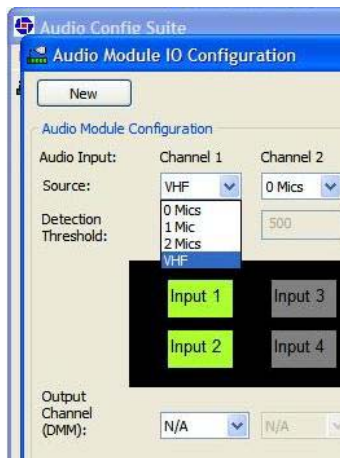 Audio Config Suite
Audio Module IO Configuration
New
Audio Module Configuration
Audio Input: Channel 1 Channel 2
Source: VHF 0 Mics
0 Mics
1 Mic
2 Mics
VHF
Detection Threshold: 500
Input 1 Input 3
Input 2 Input 4
Output
Channel
(DMM): N/A N/A